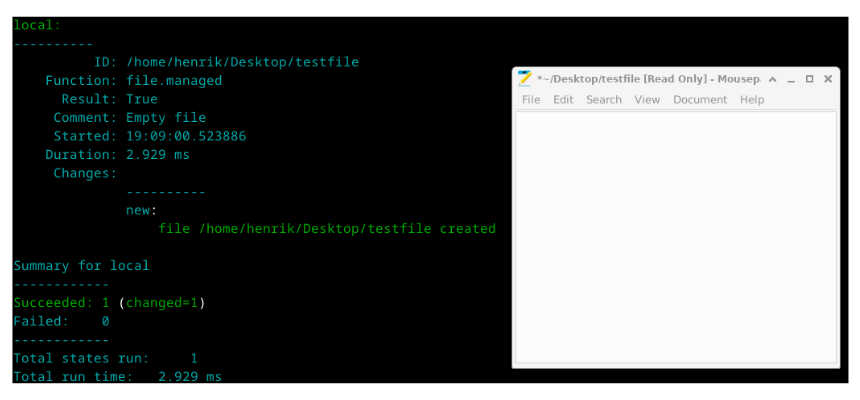 local:
----------
ID: /home/henrik/Desktop/testfile
Function: file.managed
Result: True
Comment: Empty file
Started: 19:09:00.523886
Duration: 2.929 ms
Changes:
----------
new:
file /home/henrik/Desktop/testfile created
Summary for local
------------
Succeeded: 1 (changed=1)
Failed: 0
------------
Total states run: 1
Total run time: 2.929 ms
*~/Desktop/testfile [Read Only] - Mousep
File Edit Search View Document Help